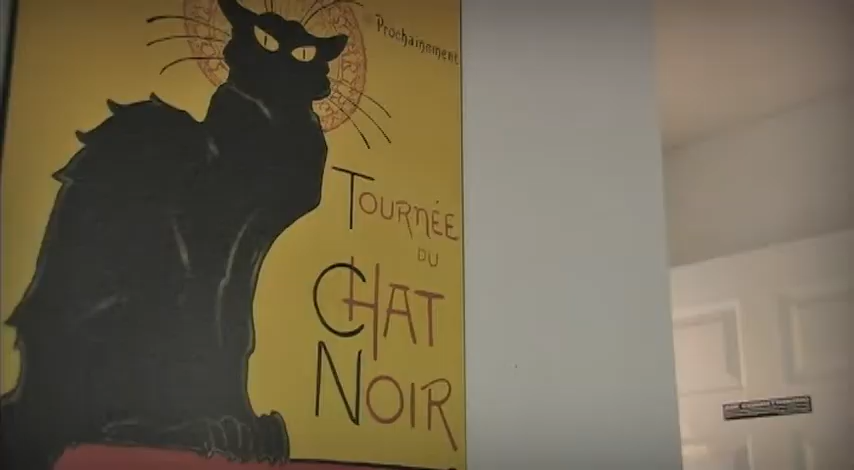 Prochainement
TOURNÉE
DU
CHAT
NOIR